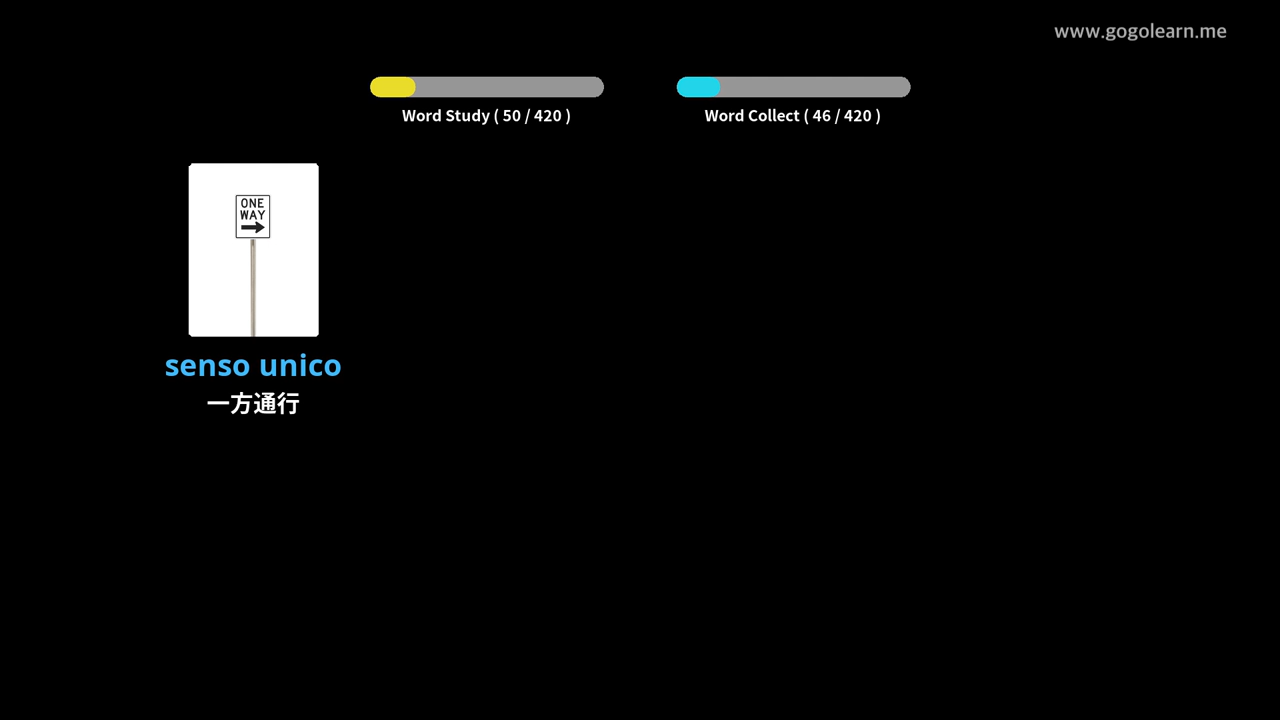 www.gogolearn.me
Word Study ( 50 / 420 )
Word Collect ( 46 / 420 )
ONE
WAY
senso unico
一方通行